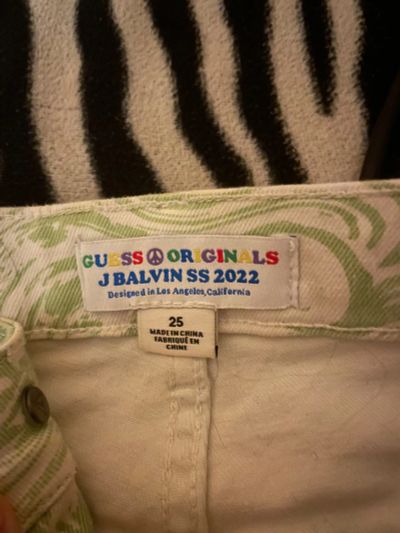 GUESS ORIGINALS
J BALVIN SS 2022
Designed in Los Angeles, California
25
MADE IN CHINA
FABRIQUÉ EN
CHINE